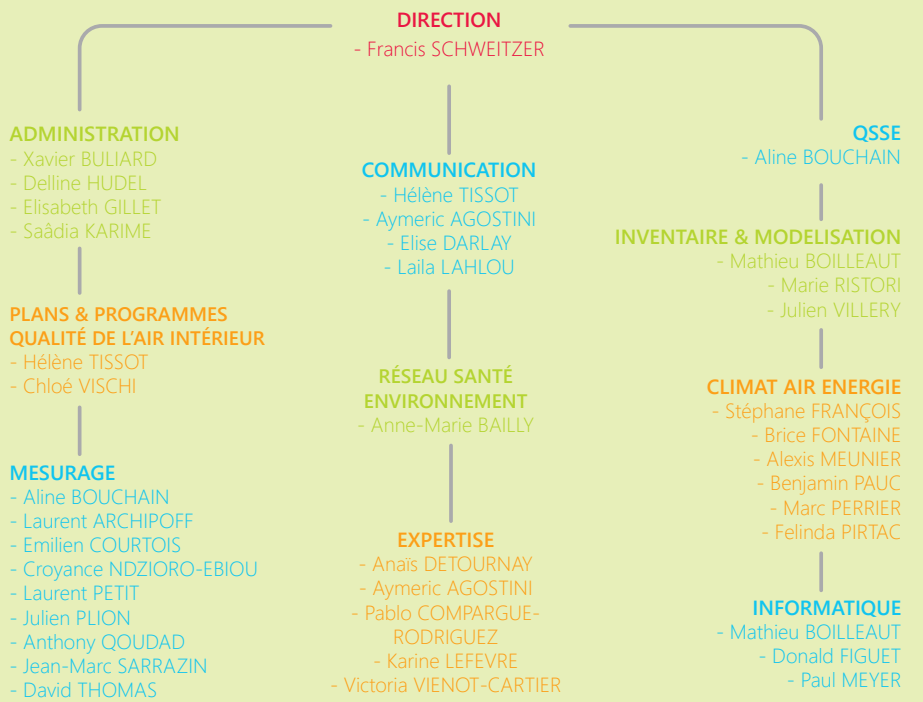 DIRECTION
- Francis SCHWEITZER
ADMINISTRATION
- Xavier BULIARD
- Delline HUDEL
- Elisabeth GILLET
- Saâdia KARIME
PLANS & PROGRAMMES
QUALITÉ DE L'AIR INTÉRIEUR
- Hélène TISSOT
- Chloé VISCHI
MESURAGE
- Aline BOUCHAIN
- Laurent ARCHIPOFF
- Emilien COURTOIS
- Croyance NDZIORO-EBIOU
- Laurent PETIT
- Julien PLION
- Anthony QOUDAD
- Jean-Marc SARRAZIN
- David THOMAS
COMMUNICATION
- Hélène TISSOT
- Aymeric AGOSTINI
- Elise DARLAY
- Laila LAHLOU
RÉSEAU SANTÉ
ENVIRONNEMENT
- Anne-Marie BAILLY
EXPERTISE
- Anaïs DETOURNAY
- Aymeric AGOSTINI
- Pablo COMPARGUE-
RODRIGUEZ
- Karine LEFEVRE
- Victoria VIENOT-CARTIER
QSSE
- Aline BOUCHAIN
INVENTAIRE & MODELISATION
- Mathieu BOILLEAUT
- Marie RISTORI
- Julien VILLERY
CLIMAT AIR ENERGIE
- Stéphane FRANÇOIS
- Brice FONTAINE
- Alexis MEUNIER
- Benjamin PAUC
- Marc PERRIER
- Felinda PIRTAC
INFORMATIQUE
- Mathieu BOILLEAUT
- Donald FIGUET
- Paul MEYER